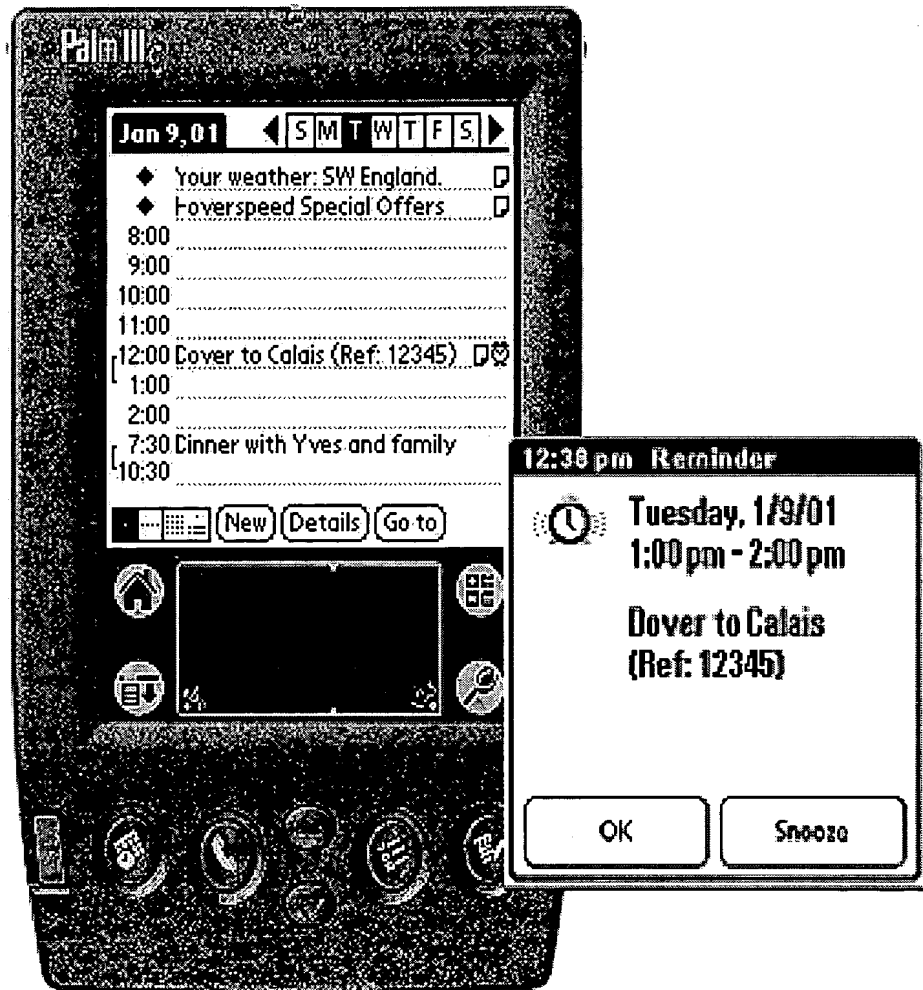 Palm III
Jan 9, 01 S M T W T F S
Your weather: SW England.
Hoverspeed Special Offers
8:00
9:00
10:00
11:00
12:00 Dover to Calais (Ref: 12345)
1:00
2:00
7:30 Dinner with Yves and family
10:30
New Details Go to
12:38 pm Reminder
Tuesday, 1/9/01
1:00 pm - 2:00 pm
Dover to Calais
(Ref: 12345)
OK Snooze